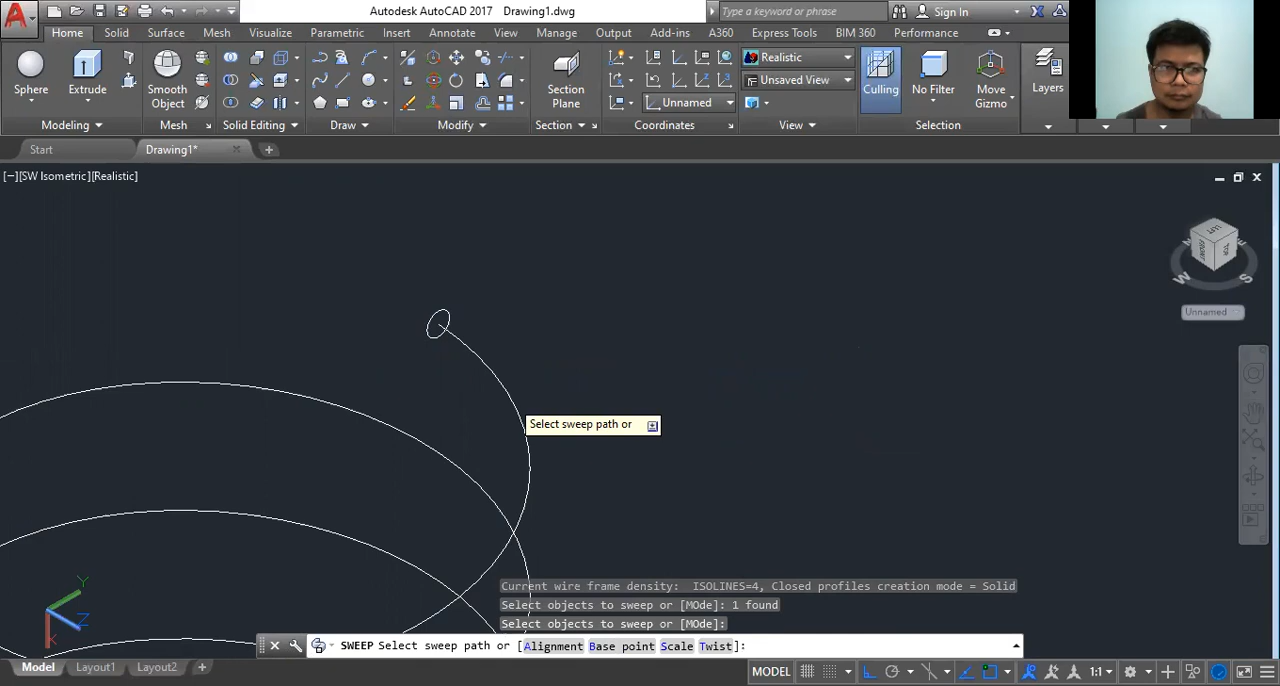 Autodesk AutoCAD 2017 Drawing1.dwg
Type a keyword or phrase
Sign In
Home Solid Surface Mesh Visualize Parametric Insert Annotate View Manage Output Add-ins A360 Express Tools BIM 360 Performance
Sphere
Extrude
Smooth
Object
Section
Plane
Realistic
Unsaved View
Unnamed
Culling
No Filter
Move
Gizmo
Layers
Modeling
Mesh
Solid Editing
Draw
Modify
Section
Coordinates
View
Selection
Start
Drawing1*
[−][SW Isometric][Realistic]
LEFT
FRONT
TOP
W
S
E
Unnamed
Select sweep path or
Y
Z
X
Current wire frame density: ISOLINES=4, Closed profiles creation mode = Solid
Select objects to sweep or [MOde]: 1 found
Select objects to sweep or [MOde]:
SWEEP Select sweep path or [Alignment Base point Scale Twist]:
Model Layout1 Layout2
MODEL
1:1